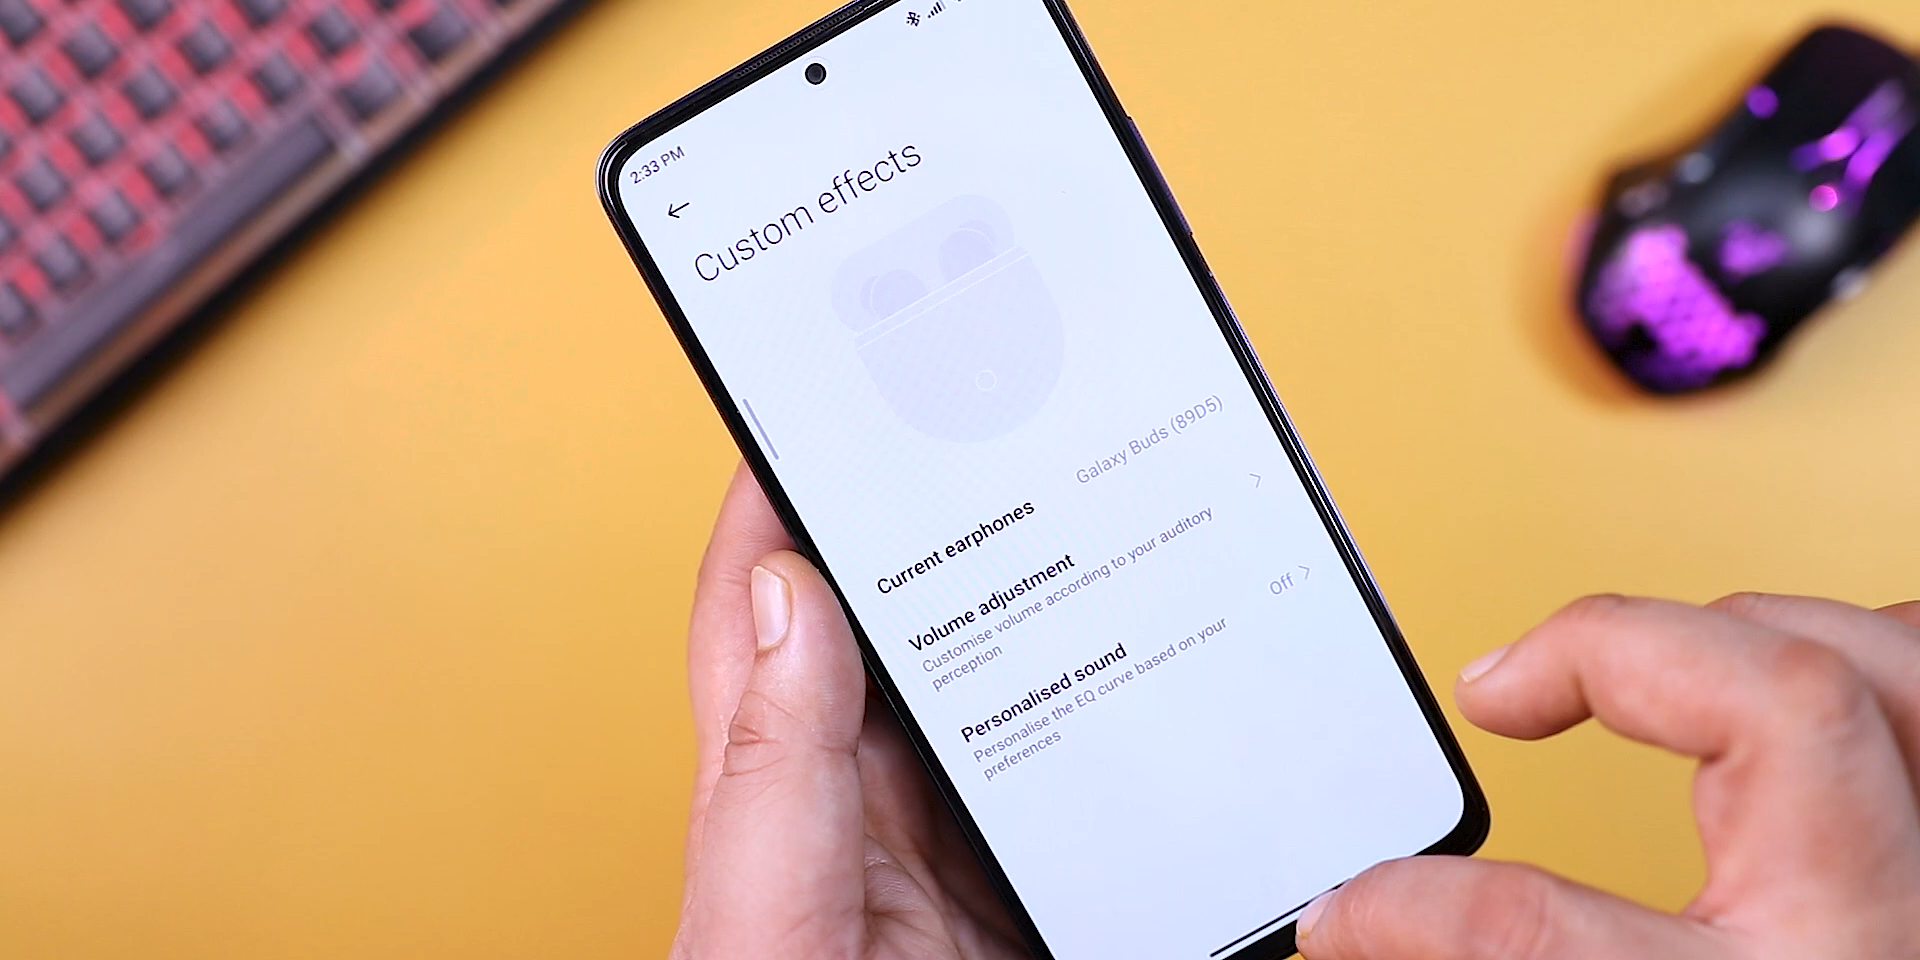 2:33 PM
Custom effects
Current earphones
Galaxy Buds (89D5)
Volume adjustment
Customise volume according to your auditory
perception
Personalised sound
Personalise the EQ curve based on your
preferences
Off